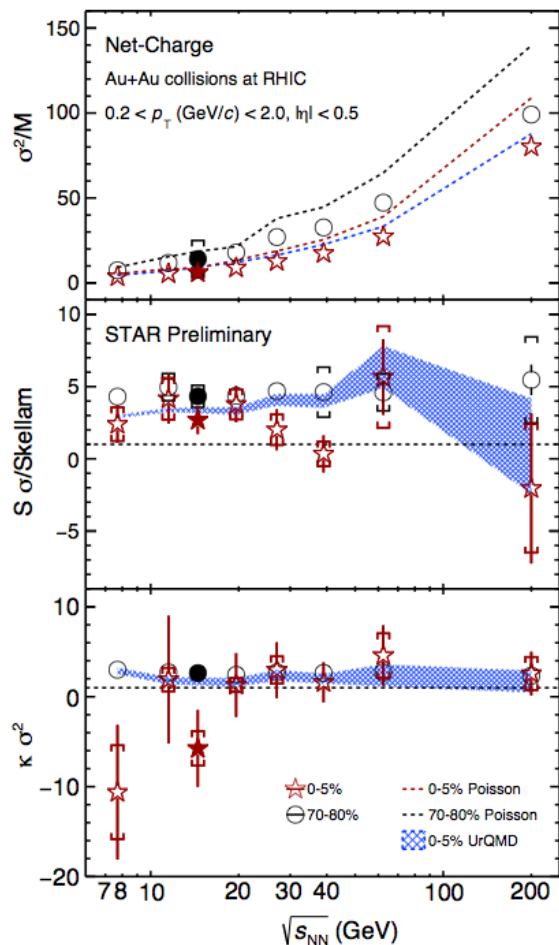 Net-Charge
Au+Au collisions at RHIC
0.2 < p_T (GeV/c) < 2.0, |η| < 0.5
σ²/M
150
100
50
0
STAR Preliminary
S σ/Skellam
10
5
0
−5
κ σ²
10
0
−10
−20
0-5%
0-5% Poisson
70-80%
70-80% Poisson
0-5% UrQMD
7 8 10 20 30 40 100 200
√s_NN (GeV)